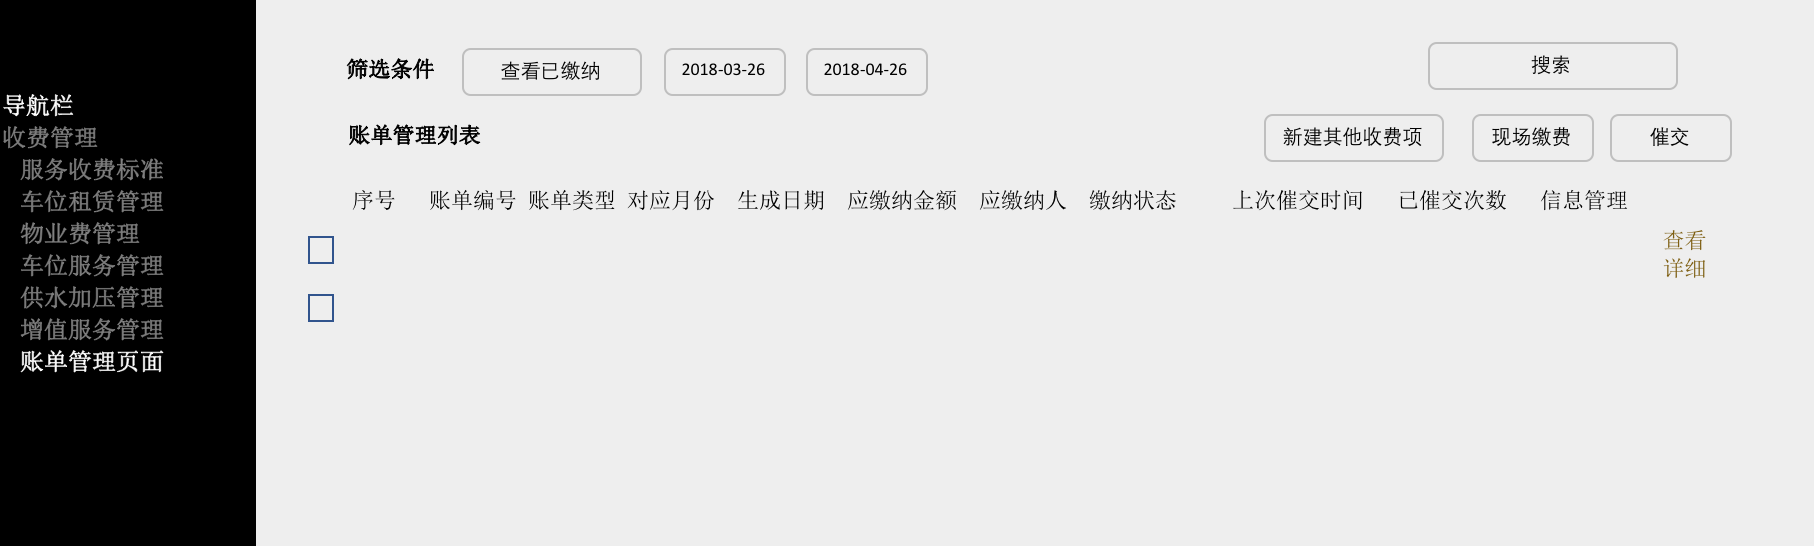 导航栏
收费管理
服务收费标准
车位租赁管理
物业费管理
车位服务管理
供水加压管理
增值服务管理
账单管理页面
筛选条件 查看已缴纳 2018-03-26 2018-04-26 搜索
账单管理列表 新建其他收费项 现场缴费 催交
序号 账单编号 账单类型 对应月份 生成日期 应缴纳金额 应缴纳人 缴纳状态 上次催交时间 已催交次数 信息管理
查看
详细